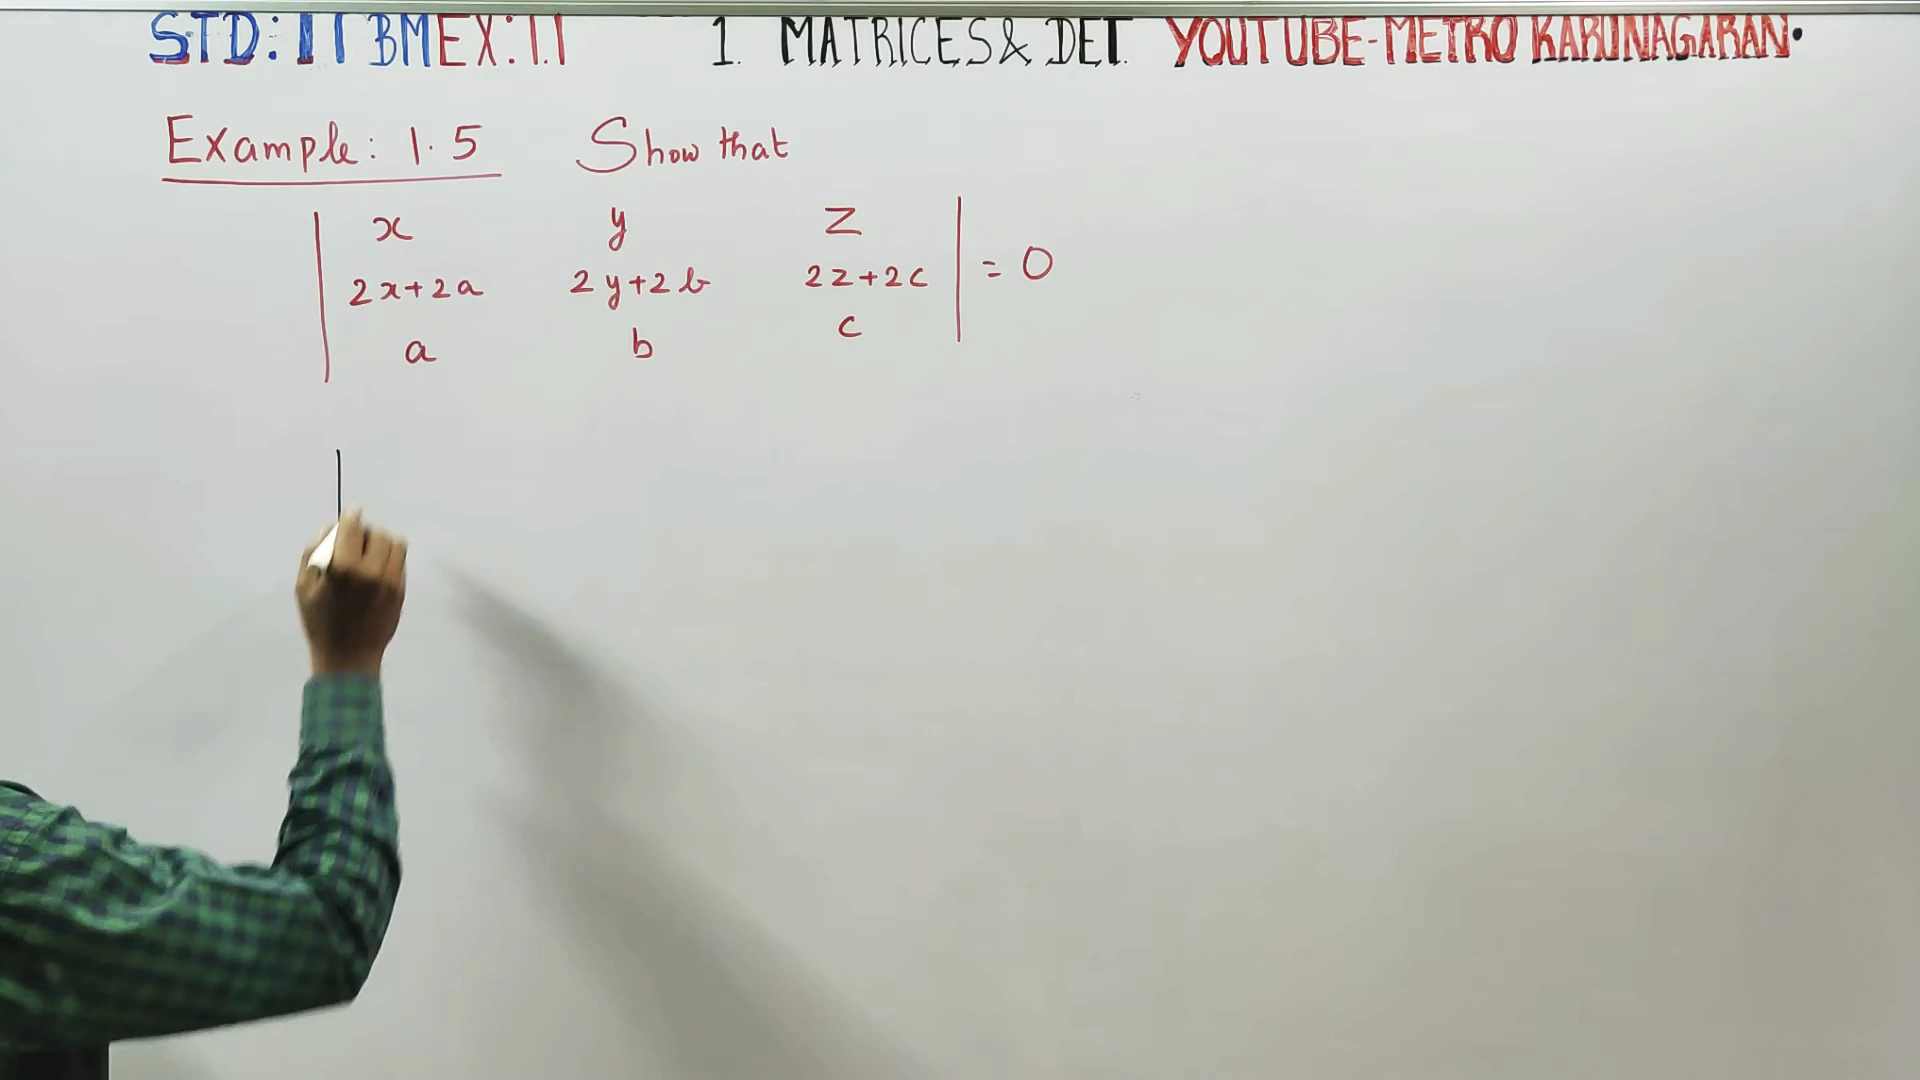 STD: 11 BM EX: 1.1 1. MATRICES & DET. YOUTUBE-METRO KARUNAGARAN.
Example: 1.5 Show that
x y z
2x+2a 2y+2b 2z+2c = 0
a b c